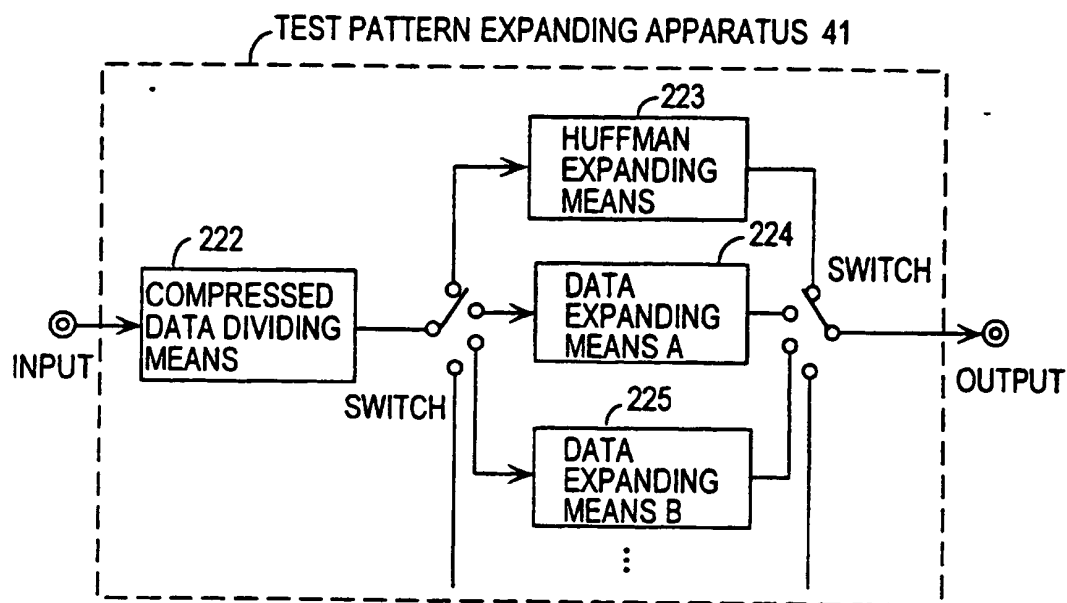 TEST PATTERN EXPANDING APPARATUS 41
223
HUFFMAN
EXPANDING
MEANS
222
COMPRESSED
DATA DIVIDING
MEANS
224
DATA
EXPANDING
MEANS A
SWITCH
INPUT
SWITCH
OUTPUT
225
DATA
EXPANDING
MEANS B